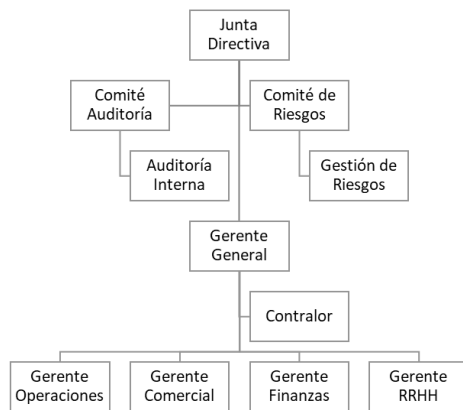 Junta
Directiva
Comité
Auditoría
Comité de
Riesgos
Auditoría
Interna
Gestión de
Riesgos
Gerente
General
Contralor
Gerente
Operaciones
Gerente
Comercial
Gerente
Finanzas
Gerente
RRHH